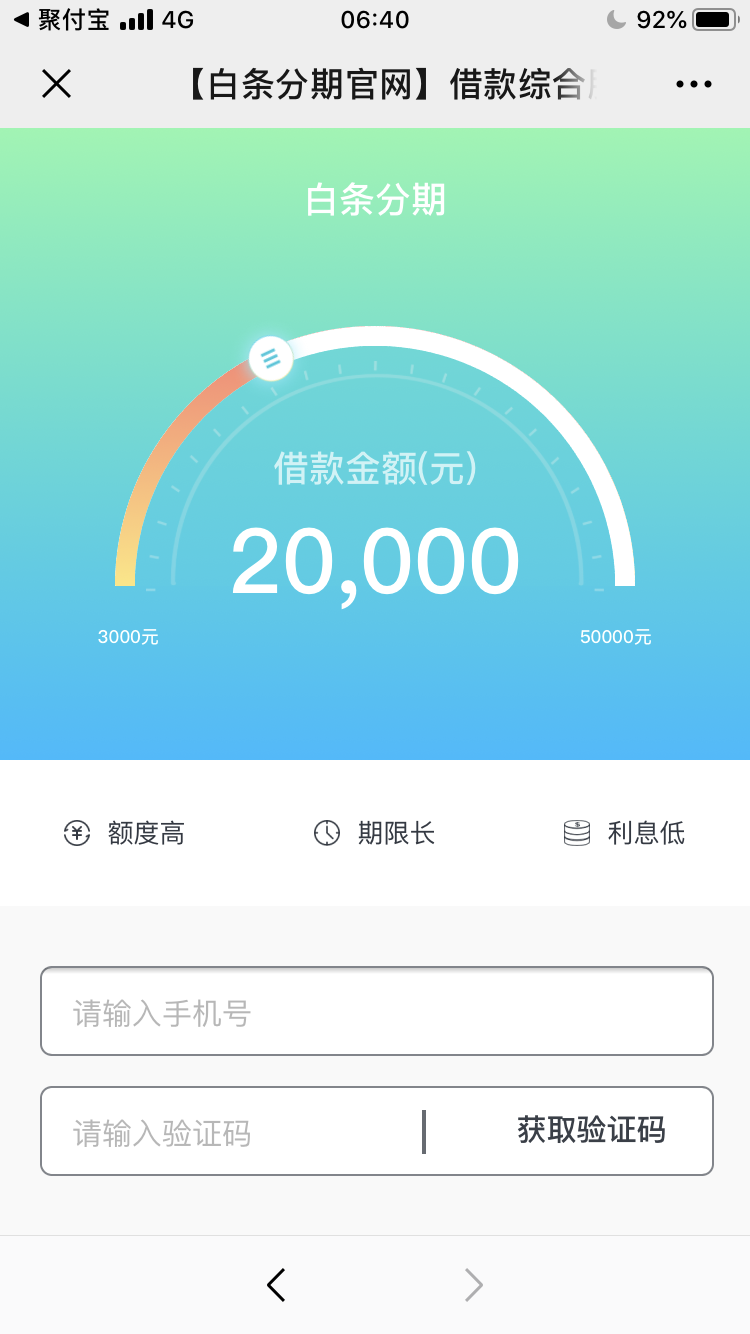 聚付宝 4G 06:40 92%
【白条分期官网】借款综合
白条分期
借款金额(元)
20,000
3000元 50000元
额度高 期限长 利息低
请输入手机号
请输入验证码 获取验证码